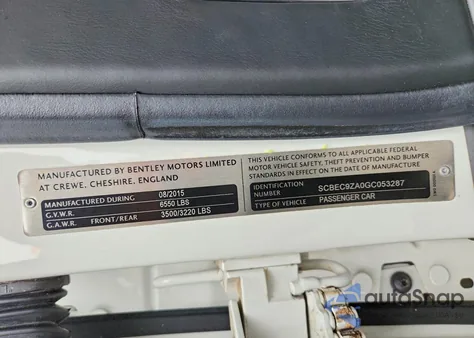 MANUFACTURED BY BENTLEY MOTORS LIMITED
AT CREWE, CHESHIRE, ENGLAND
MANUFACTURED DURING 08/2015
G.V.W.R. 6550 LBS
G.A.W.R. FRONT/REAR 3500/3220 LBS
THIS VEHICLE CONFORMS TO ALL APPLICABLE FEDERAL
MOTOR VEHICLE SAFETY, THEFT PREVENTION AND BUMPER
STANDARDS IN EFFECT ON THE DATE OF MANUFACTURE
IDENTIFICATION NUMBER SCBEC9ZA0GC053287
TYPE OF VEHICLE PASSENGER CAR
autoSnap